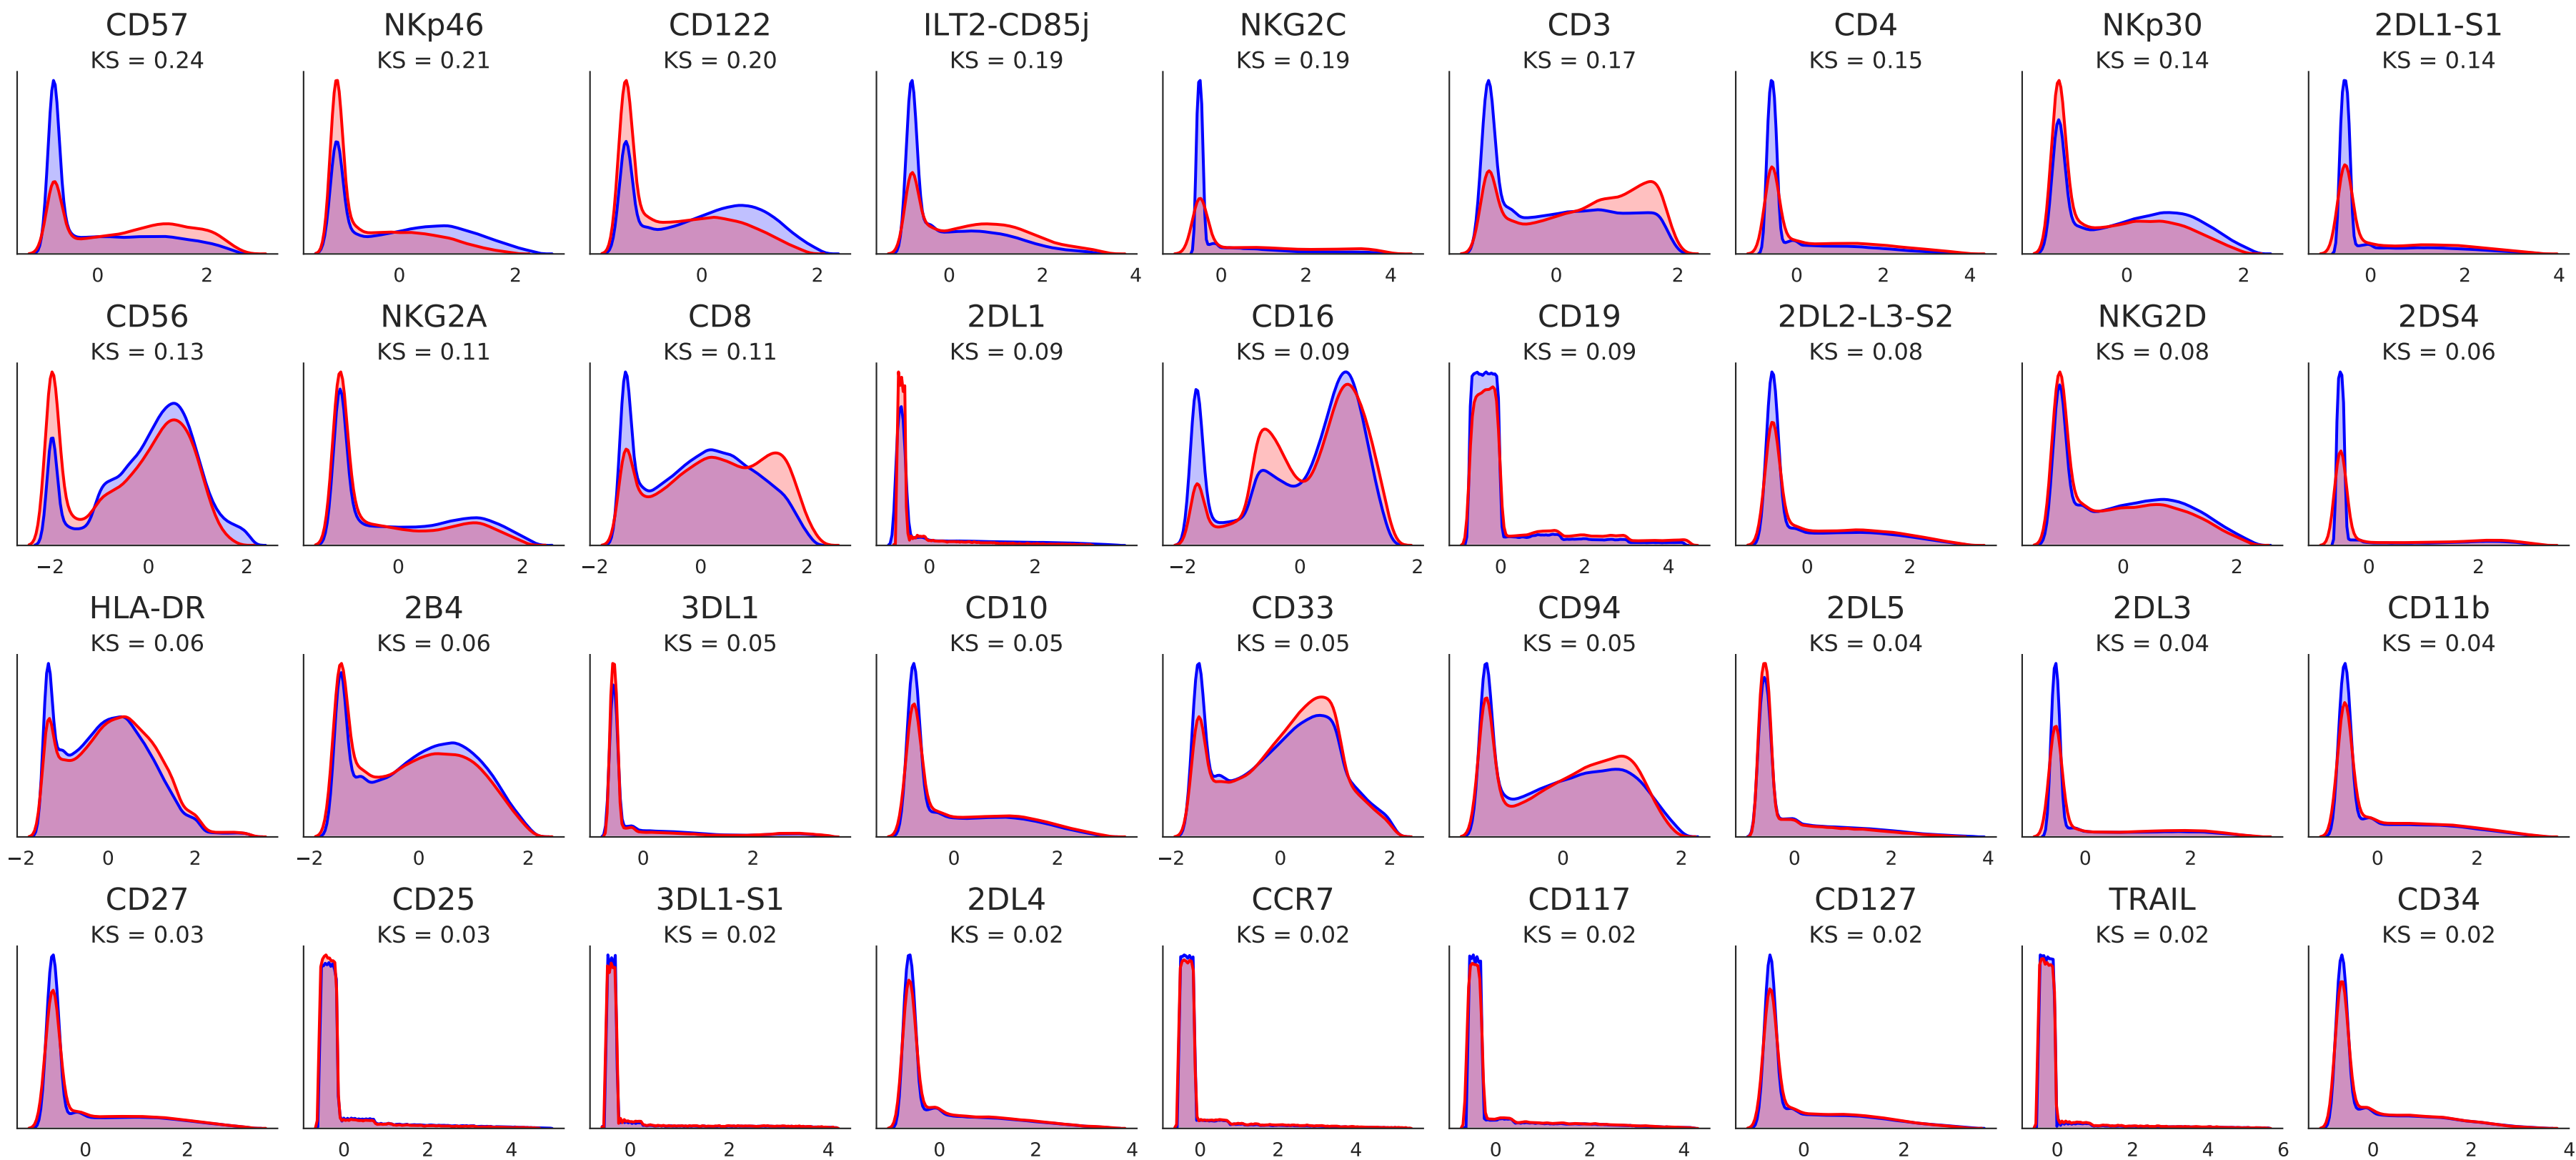 CD57 NKp46 CD122 ILT2-CD85j NKG2C CD3 CD4 NKp30 2DL1-S1
KS = 0.24 KS = 0.21 KS = 0.20 KS = 0.19 KS = 0.19 KS = 0.17 KS = 0.15 KS = 0.14 KS = 0.14
0 2 0 2 0 2 0 2 4 0 2 4 0 2 0 2 4 0 2 0 2 4
CD56 NKG2A CD8 2DL1 CD16 CD19 2DL2-L3-S2 NKG2D 2DS4
KS = 0.13 KS = 0.11 KS = 0.11 KS = 0.09 KS = 0.09 KS = 0.09 KS = 0.08 KS = 0.08 KS = 0.06
−2 0 2 0 2 −2 0 2 0 2 −2 0 2 0 2 4 0 2 0 2 0 2
HLA-DR 2B4 3DL1 CD10 CD33 CD94 2DL5 2DL3 CD11b
KS = 0.06 KS = 0.06 KS = 0.05 KS = 0.05 KS = 0.05 KS = 0.05 KS = 0.04 KS = 0.04 KS = 0.04
−2 0 2 −2 0 2 0 2 0 2 −2 0 2 0 2 0 2 4 0 2 0 2
CD27 CD25 3DL1-S1 2DL4 CCR7 CD117 CD127 TRAIL CD34
KS = 0.03 KS = 0.03 KS = 0.02 KS = 0.02 KS = 0.02 KS = 0.02 KS = 0.02 KS = 0.02 KS = 0.02
0 2 0 2 4 0 2 4 0 2 4 0 2 4 0 2 4 0 2 0 2 4 6 0 2 4